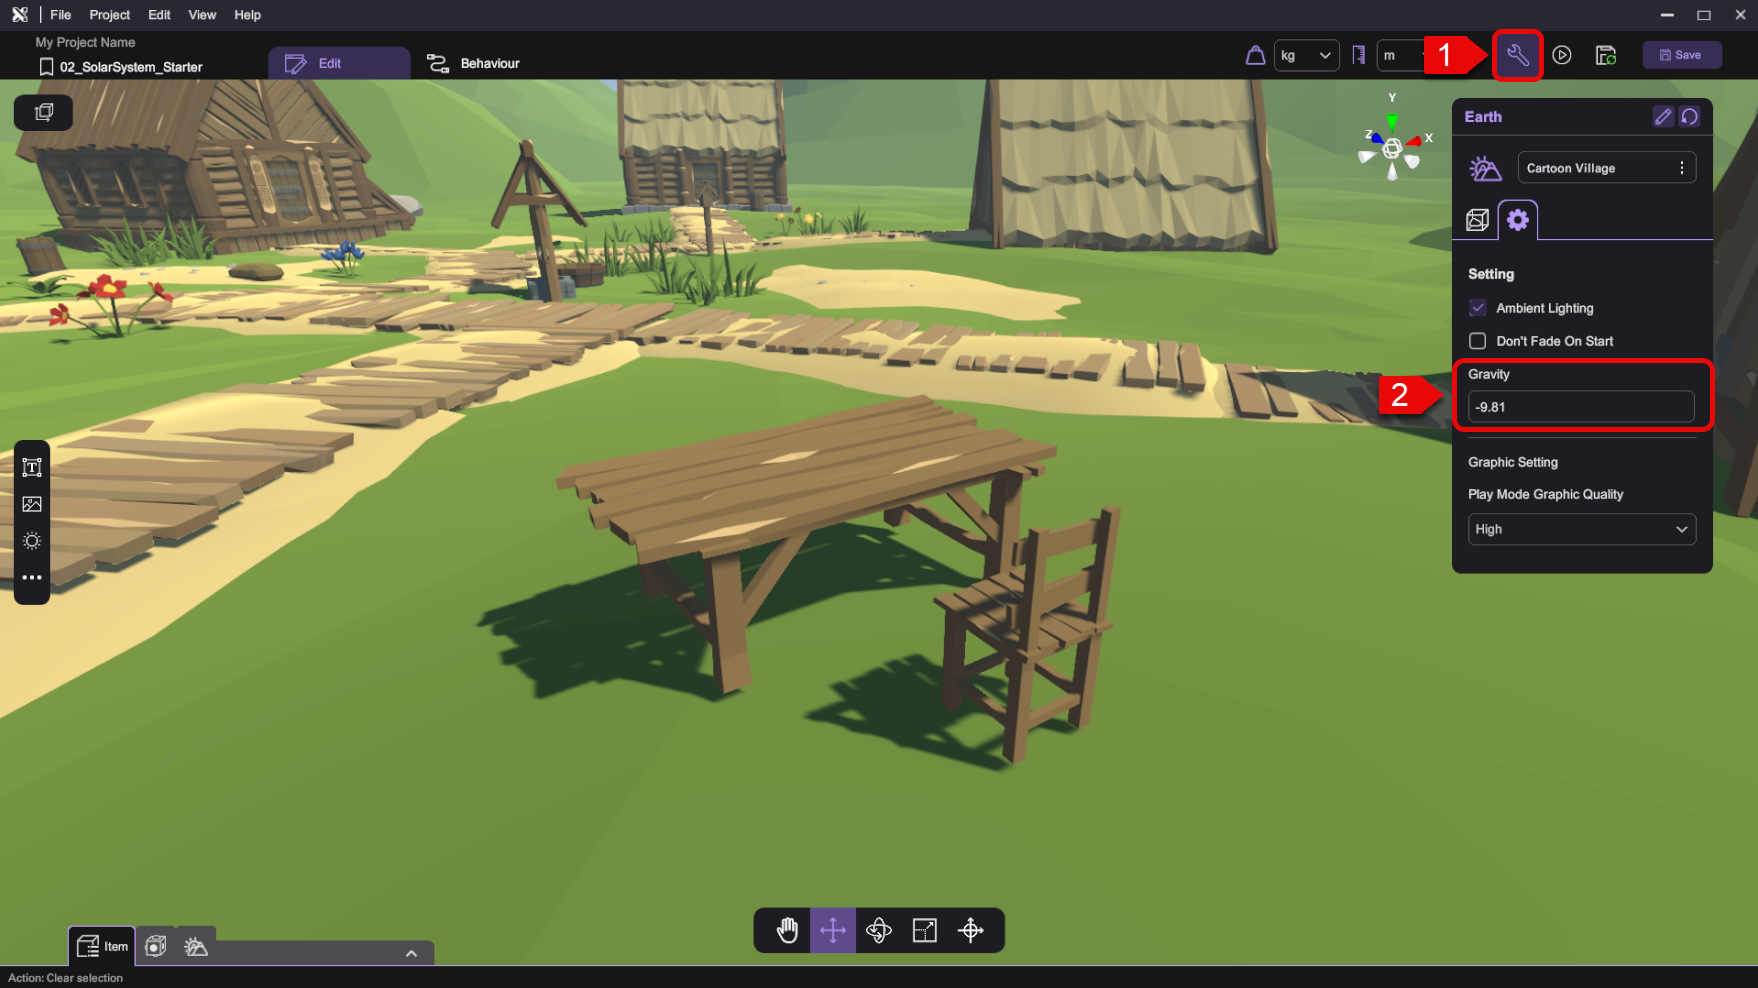 File Project Edit View Help
My Project Name
02_SolarSystem_Starter
Edit
Behaviour
kg
m
1
Save
Y
Z
X
Earth
Cartoon Village
Setting
Ambient Lighting
Don't Fade On Start
Gravity
2
-9.81
Graphic Setting
Play Mode Graphic Quality
High
T
Item
Action: Clear selection